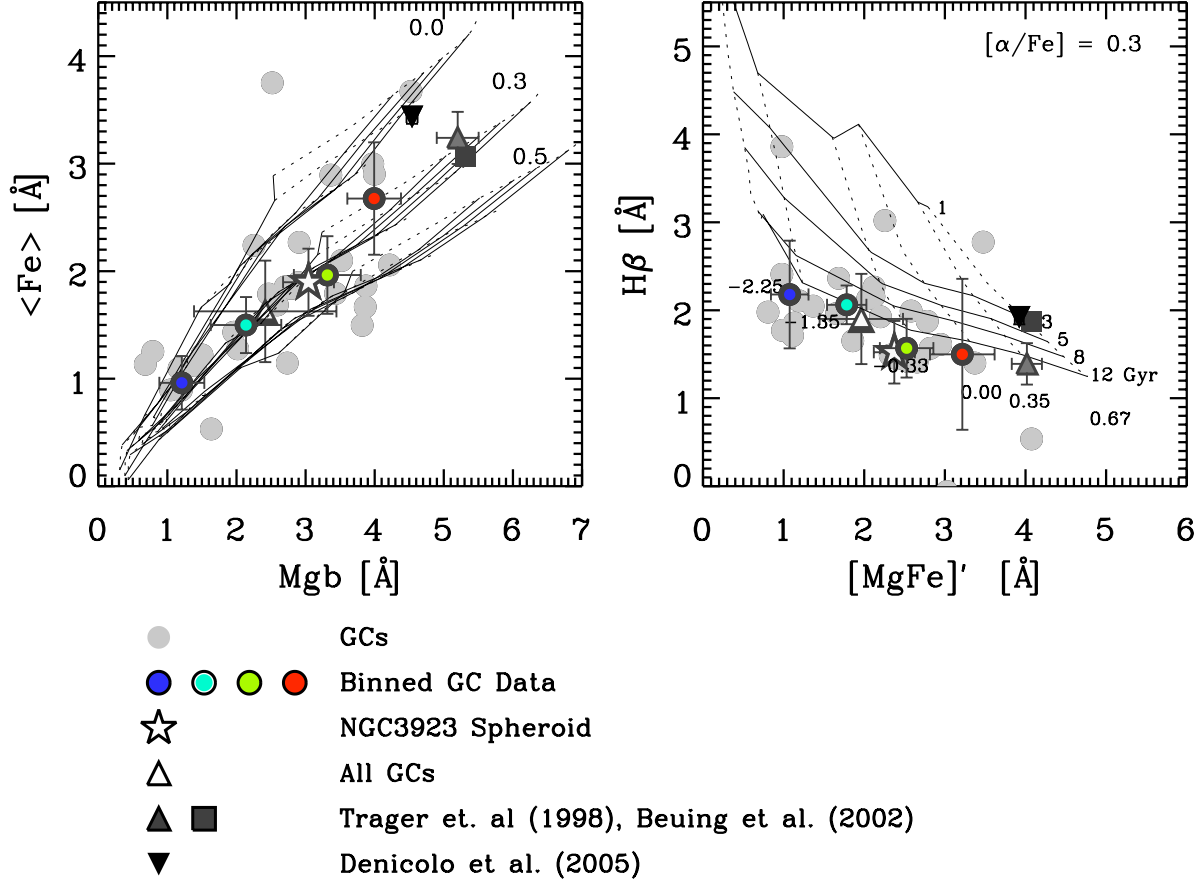 0.0
0.3
0.5
4
3
2
1
0
<Fe> [Å]
0 1 2 3 4 5 6 7
Mgb [Å]
[α/Fe] = 0.3
5
4
3
2
1
0
Hβ [Å]
1
3
5
8
12 Gyr
−2.25
−1.35
−0.33
0.00
0.35
0.67
0 1 2 3 4 5 6
[MgFe]' [Å]
GCs
Binned GC Data
NGC3923 Spheroid
All GCs
Trager et. al (1998), Beuing et al. (2002)
Denicolo et al. (2005)